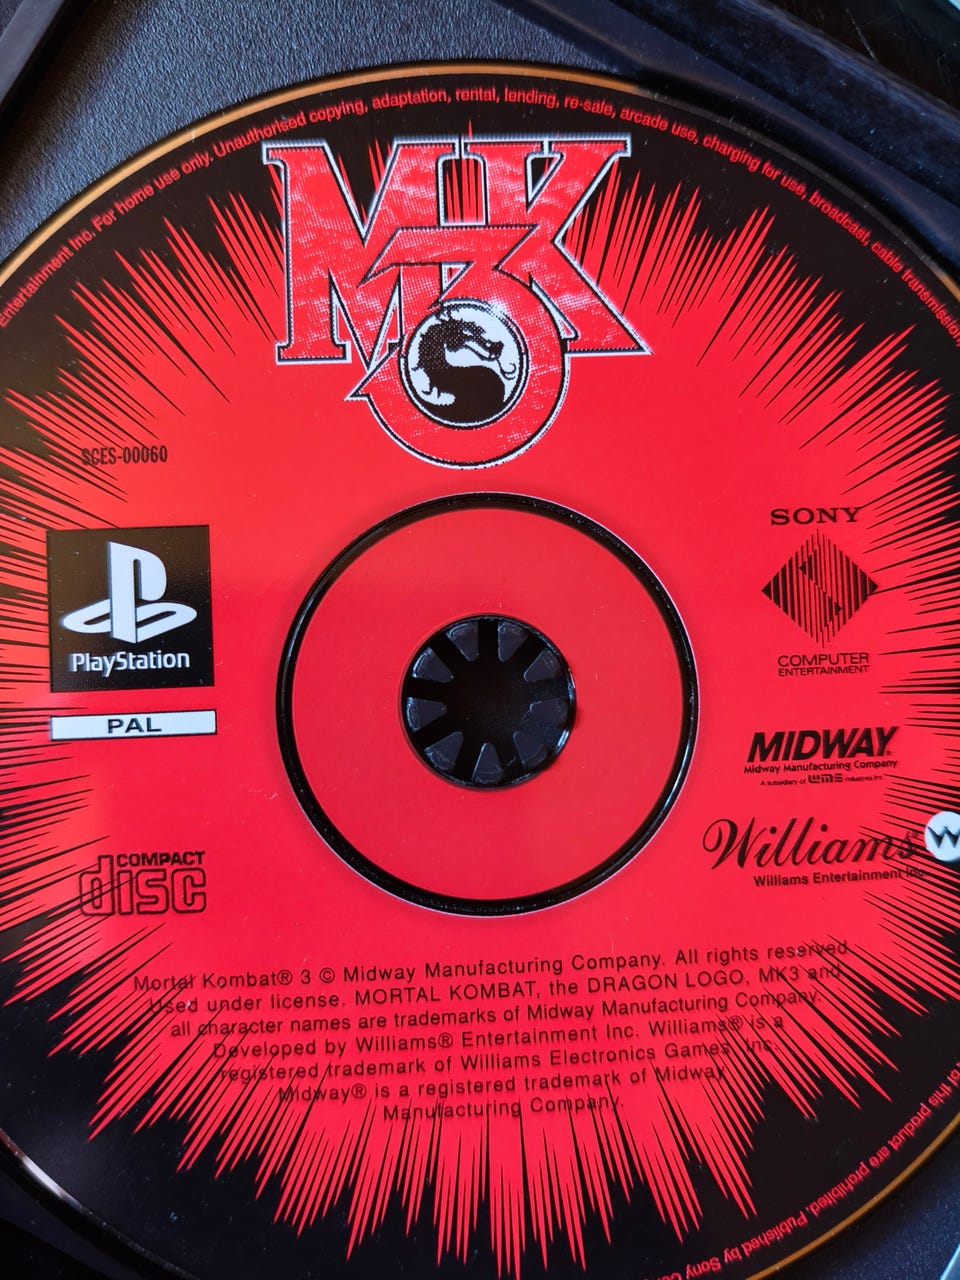 Entertainment Inc. For home use only. Unauthorised copying, adaptation, rental, lending, re-sale, arcade use, charging for use, broadcast, cable transmission
MK
3
SCES-00060
PlayStation
PAL
SONY
COMPUTER
ENTERTAINMENT
MIDWAY®
Midway Manufacturing Company
A subsidiary of WMS Industries Inc.
COMPACT
disc
Williams®
W
Williams Entertainment Inc.
Mortal Kombat® 3 © Midway Manufacturing Company. All rights reserved
Used under license. MORTAL KOMBAT, the DRAGON LOGO, MK3 and
all character names are trademarks of Midway Manufacturing Company.
Developed by Williams® Entertainment Inc. Williams® is a
registered trademark of Williams Electronics Games, Inc.
Midway® is a registered trademark of Midway
Manufacturing Company.
of this product are prohibited. Published by Sony